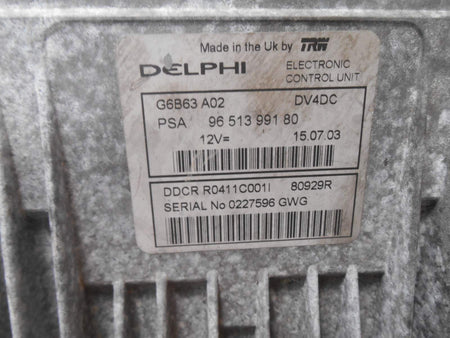 Made in the Uk by TRW
DELPHI ELECTRONIC CONTROL UNIT
G6B63 A02 DV4DC
PSA 96 513 991 80
12V= 15.07.03
DDCR R0411C001I 80929R
SERIAL No 0227596 GWG